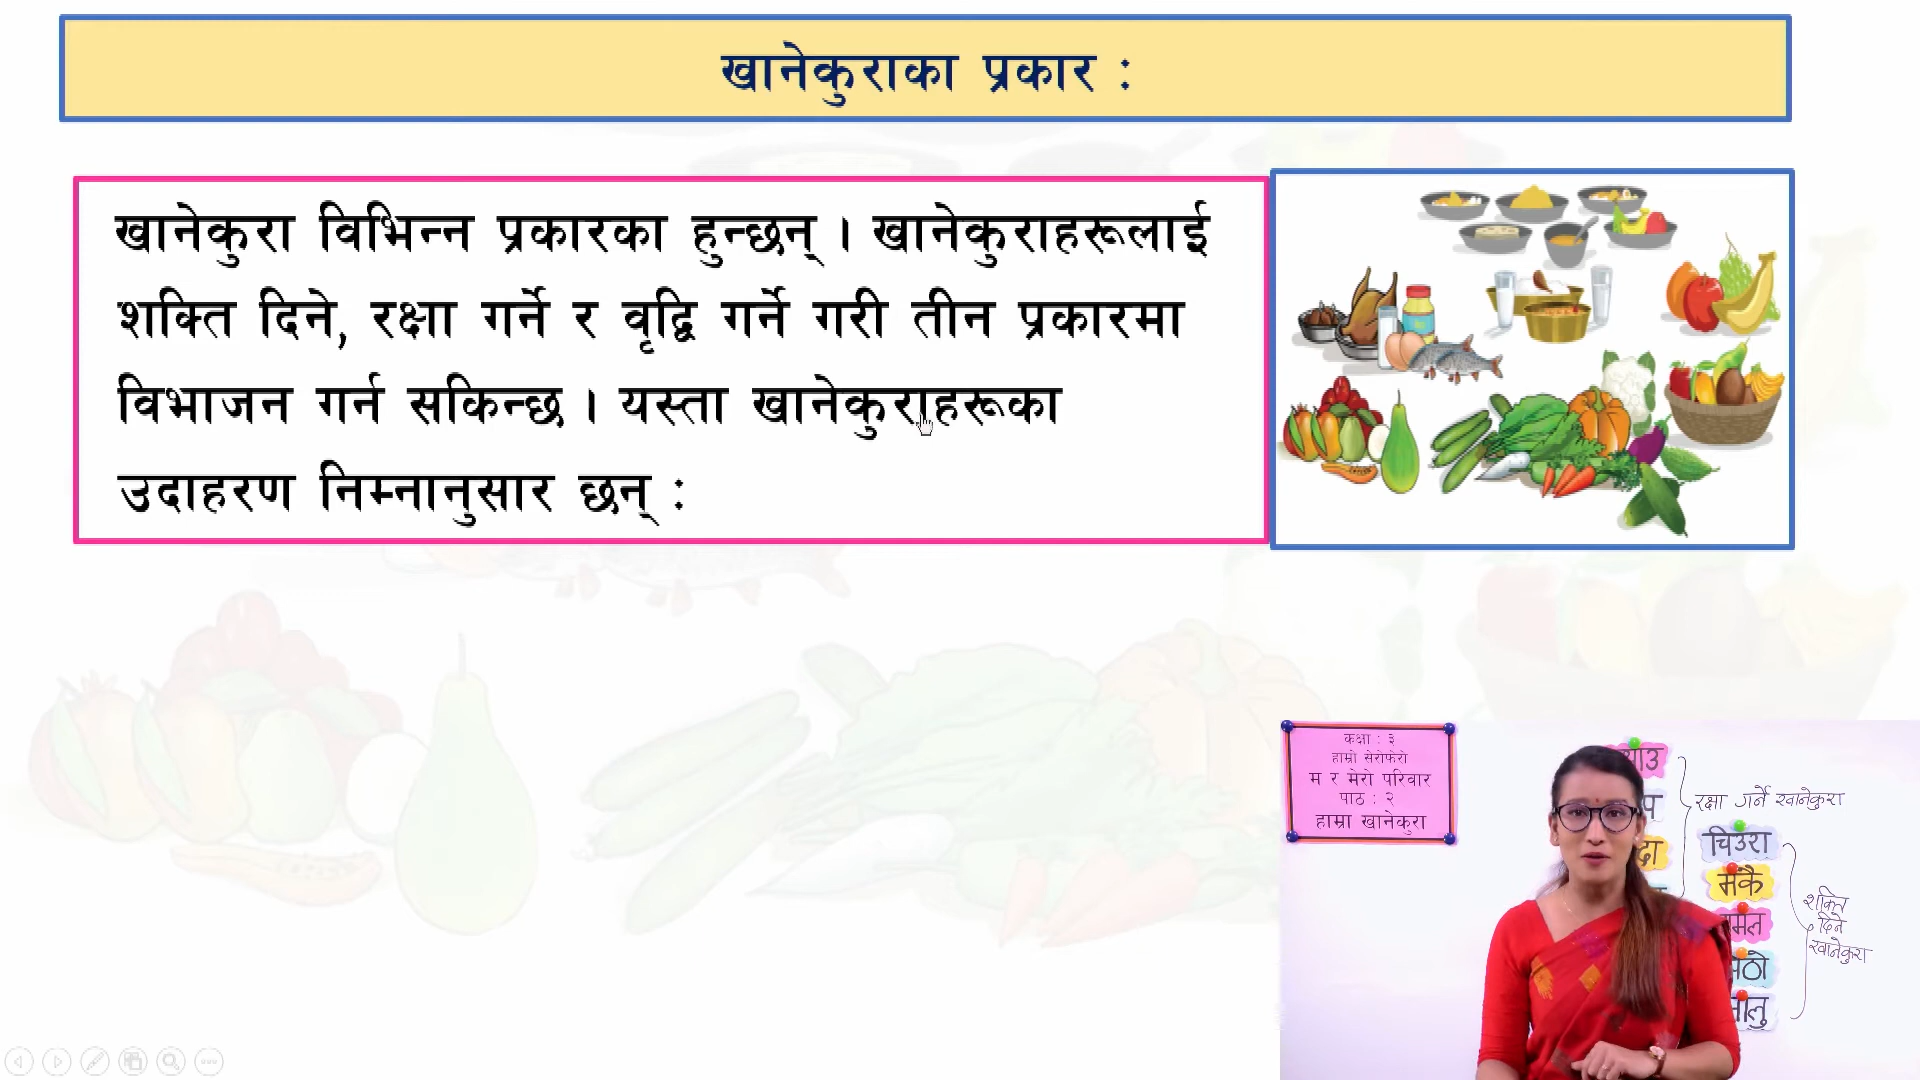 खानेकुराका प्रकार :
खानेकुरा विभिन्न प्रकारका हुन्छन् । खानेकुराहरूलाई
शक्ति दिने, रक्षा गर्ने र वृद्वि गर्ने गरी तीन प्रकारमा
विभाजन गर्न सकिन्छ । यस्ता खानेकुराहरूका
उदाहरण निम्नानुसार छन् :
कक्षा : ३
हाम्रो सेरोफेरो
म र मेरो परिवार
पाठ : २
हाम्रा खानेकुरा
रक्षा गर्ने खानेकुरा
चिउरा
मकै
शक्ति
दिने
खानेकुरा